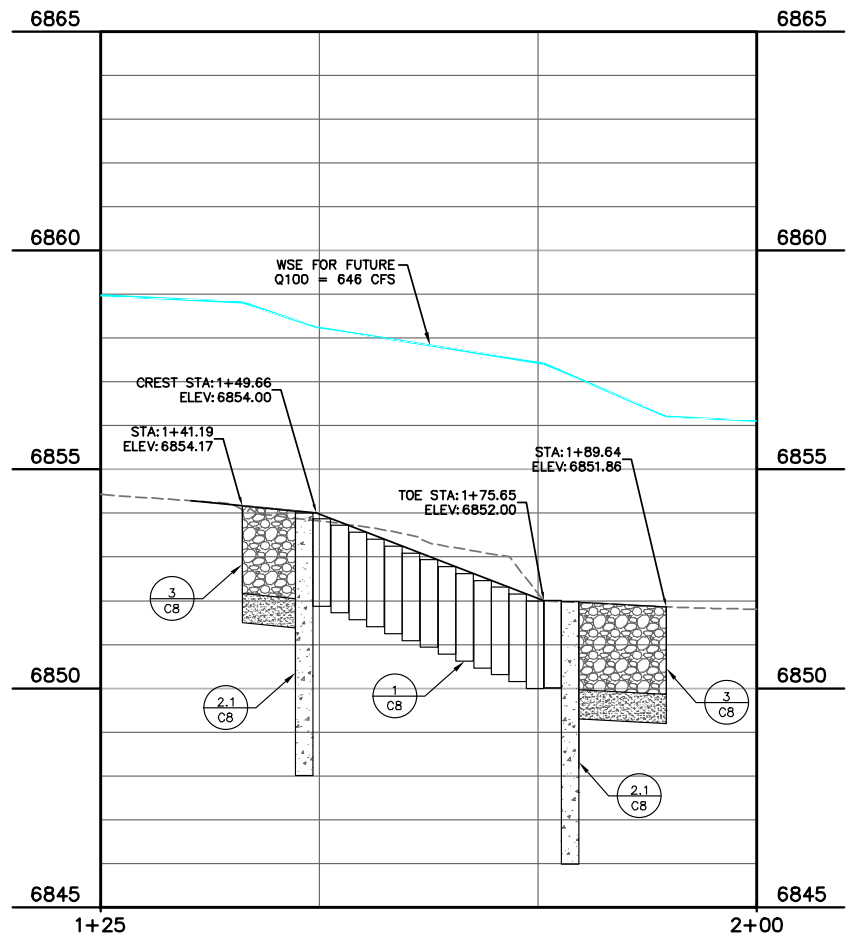 6865
6865
6860
6860
WSE FOR FUTURE
Q100 = 646 CFS
CREST STA:1+49.66
ELEV:6854.00
STA:1+41.19
ELEV:6854.17
6855
6855
STA:1+89.64
ELEV:6851.86
TOE STA:1+75.65
ELEV:6852.00
3
C8
2.1
C8
1
C8
3
C8
6850
6850
2.1
C8
6845
6845
1+25
2+00